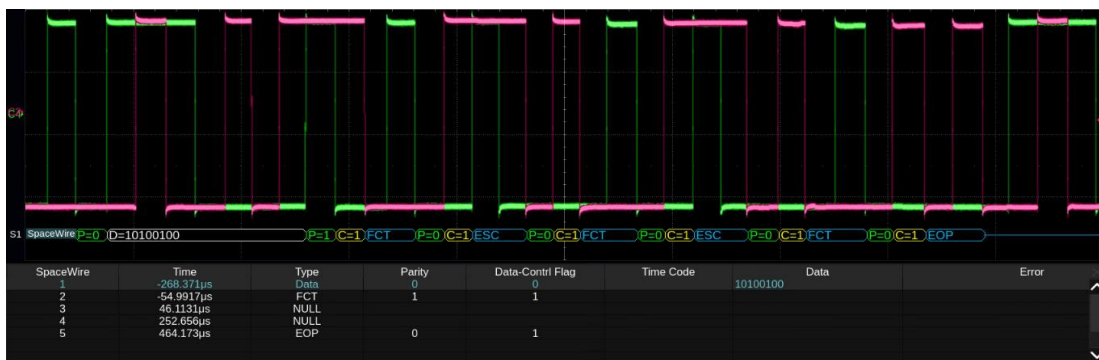 S1 SpaceWire P=0 D=10100100 P=1 C=1 FCT P=0 C=1 ESC P=0 C=1 FCT P=0 C=1 ESC P=0 C=1 FCT P=0 C=1 EOP
SpaceWire Time Type Parity Data-Contrl Flag Time Code Data Error
1 -268.371µs Data 0 0 10100100
2 -54.9917µs FCT 1 1
3 46.1131µs NULL
4 252.656µs NULL
5 464.173µs EOP 0 1